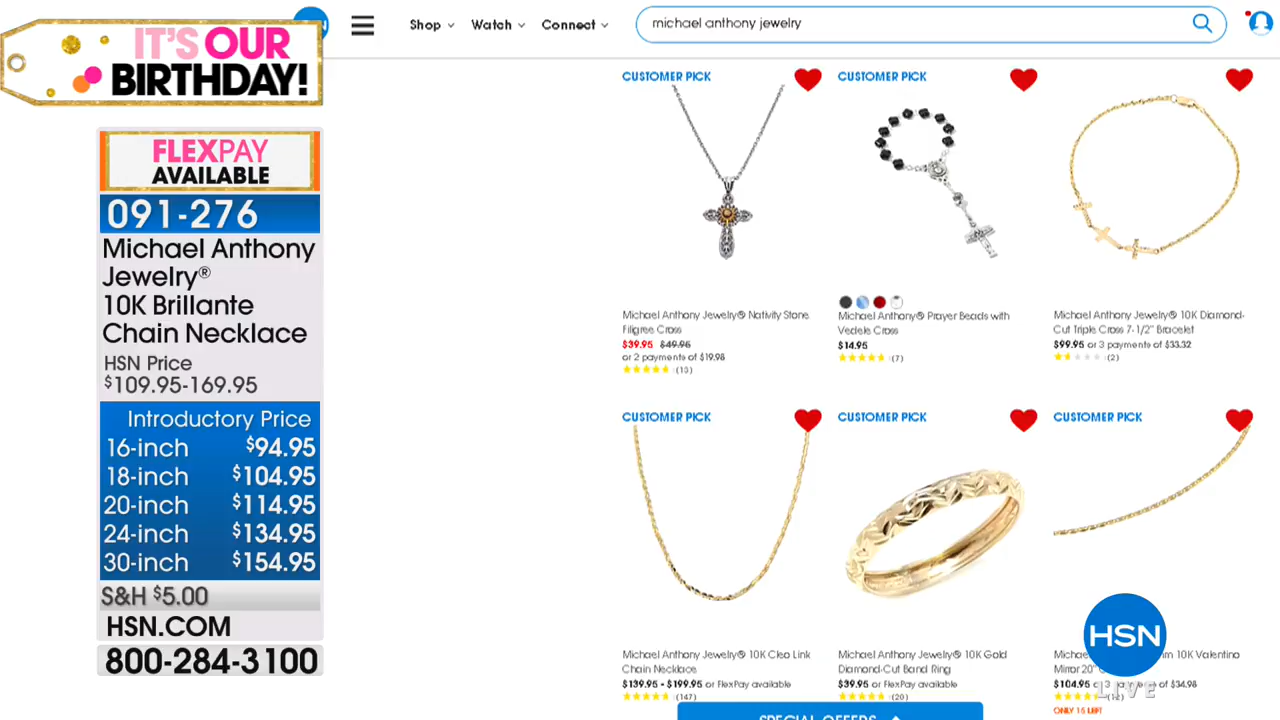 IT'S OUR
BIRTHDAY!
FLEXPAY
AVAILABLE
091-276
Michael Anthony
Jewelry®
10K Brillante
Chain Necklace
HSN Price
$109.95-169.95
Introductory Price
16-inch $94.95
18-inch $104.95
20-inch $114.95
24-inch $134.95
30-inch $154.95
S&H $5.00
HSN.COM
800-284-3100
Shop
Watch
Connect
michael anthony jewelry
CUSTOMER PICK
Michael Anthony Jewelry® Nativity Stone
Filigree Cross
$39.95 $49.95
or 2 payments of $19.98
(13)
CUSTOMER PICK
Michael Anthony® Prayer Beads with
Vedele Cross
$14.95
(7)
Michael Anthony Jewelry® 10K Diamond-
Cut Triple Cross 7-1/2" Bracelet
$99.95 or 3 payments of $33.32
(2)
CUSTOMER PICK
Michael Anthony Jewelry® 10K Cleo Link
Chain Necklace
$139.95 - $199.95 or FlexPay available
(147)
CUSTOMER PICK
Michael Anthony Jewelry® 10K Gold
Diamond-Cut Band Ring
$39.95 or FlexPay available
(20)
CUSTOMER PICK
10K Valentino
Mirror 20"
$104.95 of $34.98
ONLY 15 LEFT
HSN
LIVE
SPECIAL OFFERS